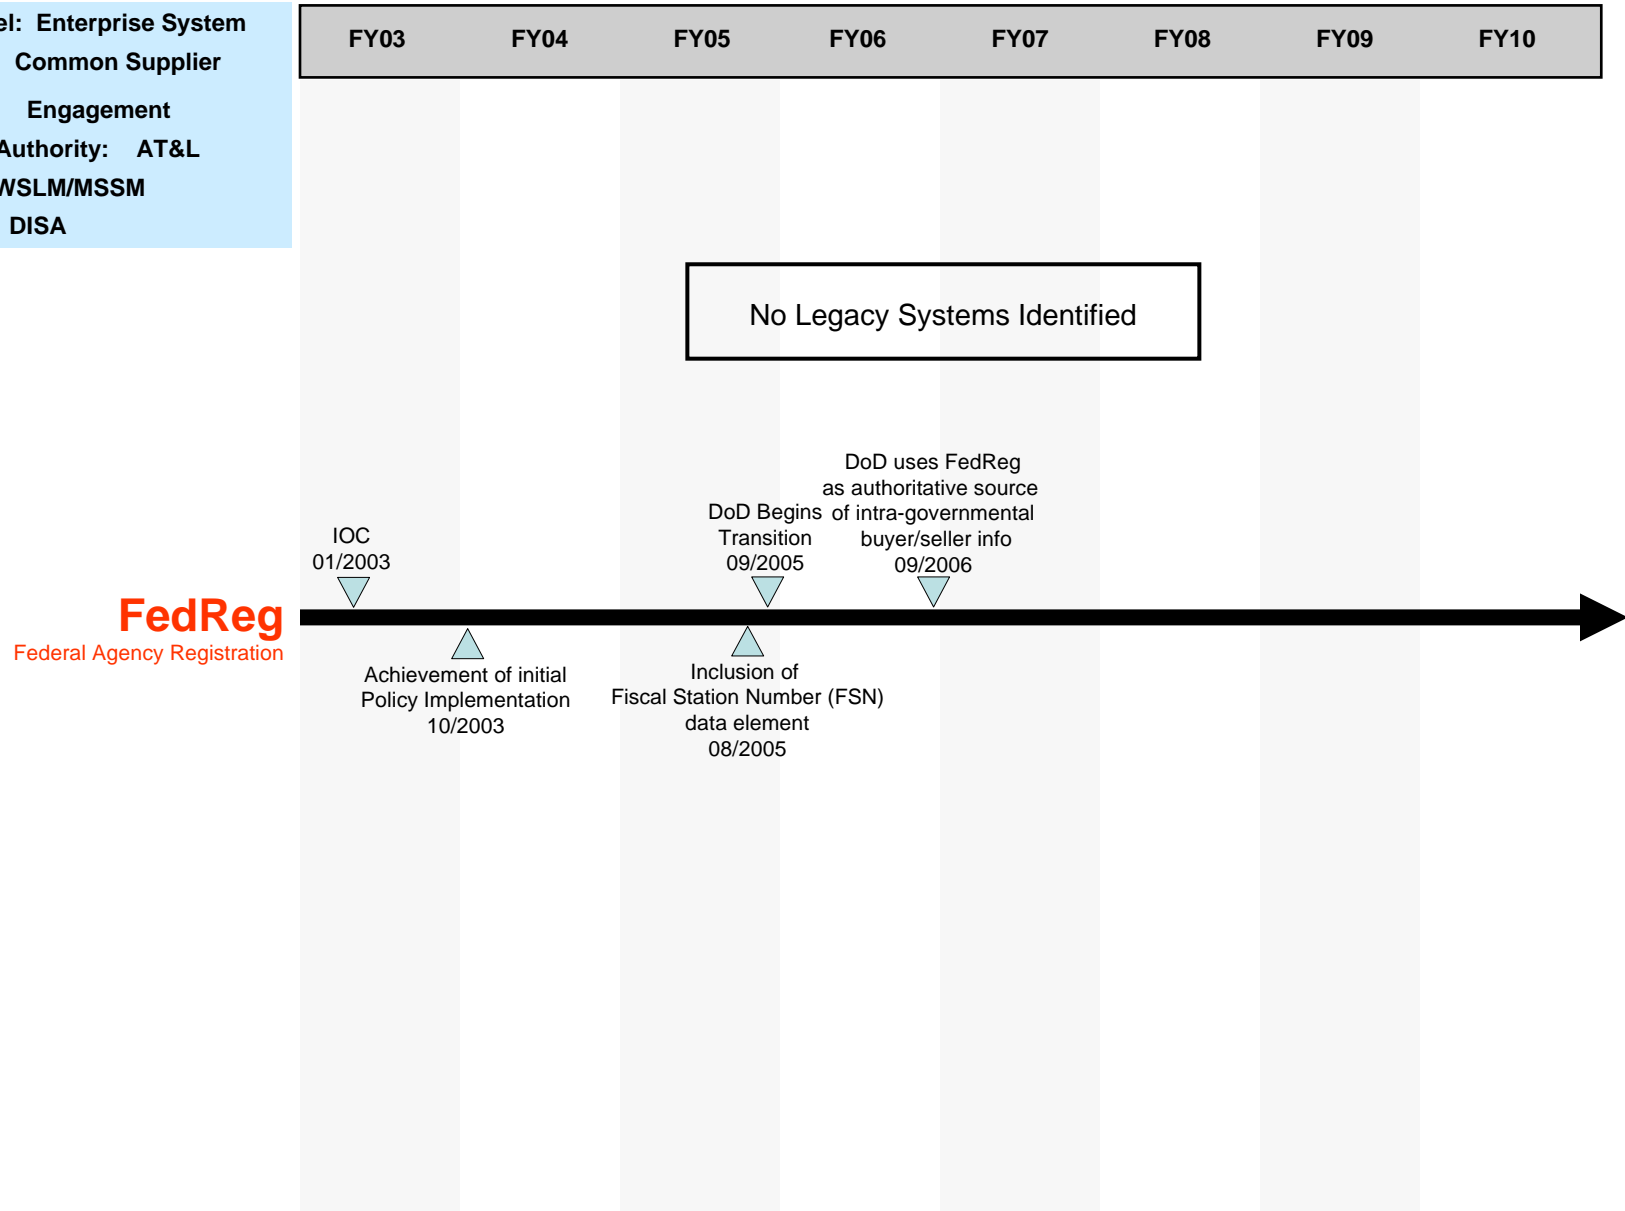 el: Enterprise System
Common Supplier
Engagement
Authority: AT&L
WSLM/MSSM
DISA
FY03 FY04 FY05 FY06 FY07 FY08 FY09 FY10
No Legacy Systems Identified
IOC
01/2003
DoD Begins
Transition
09/2005
DoD uses FedReg
as authoritative source
of intra-governmental
buyer/seller info
09/2006
FedReg
Federal Agency Registration
Achievement of initial
Policy Implementation
10/2003
Inclusion of
Fiscal Station Number (FSN)
data element
08/2005